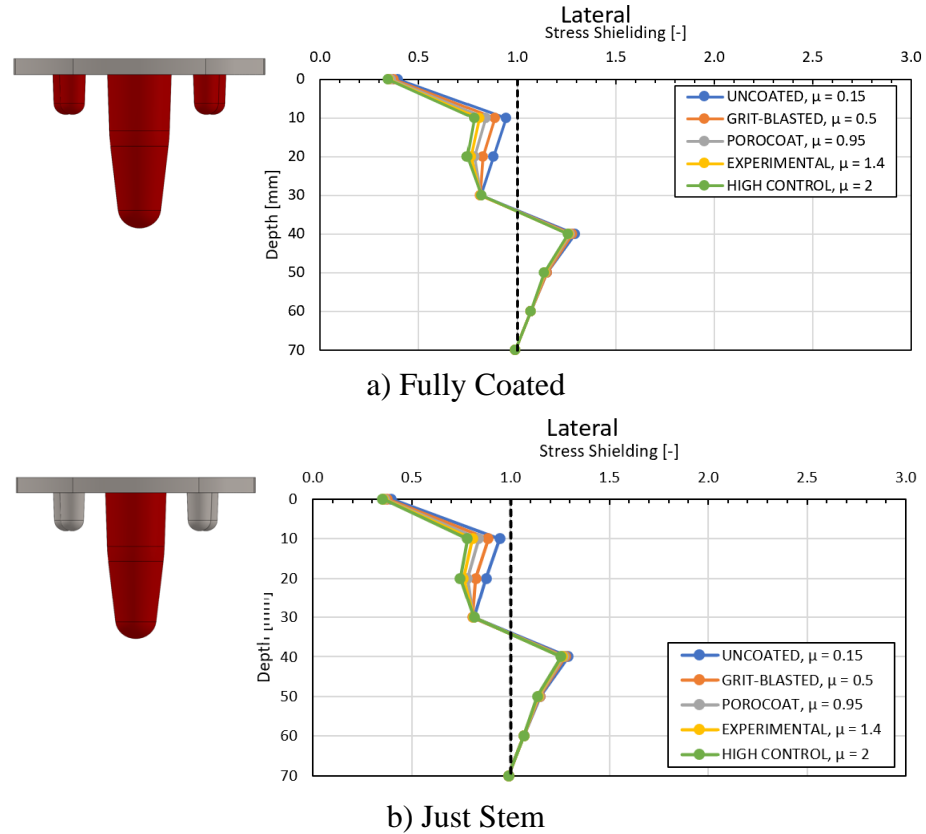 Lateral
Stress Shieliding [-]
0.0 0.5 1.0 1.5 2.0 2.5 3.0
0
10
20
30
40
50
60
70
Depth [mm]
UNCOATED, μ = 0.15
GRIT-BLASTED, μ = 0.5
POROCOAT, μ = 0.95
EXPERIMENTAL, μ = 1.4
HIGH CONTROL, μ = 2
a) Fully Coated
Lateral
Stress Shielding [-]
0.0 0.5 1.0 1.5 2.0 2.5 3.0
0
10
20
30
40
50
60
70
Depth [mm]
UNCOATED, μ = 0.15
GRIT-BLASTED, μ = 0.5
POROCOAT, μ = 0.95
EXPERIMENTAL, μ = 1.4
HIGH CONTROL, μ = 2
b) Just Stem